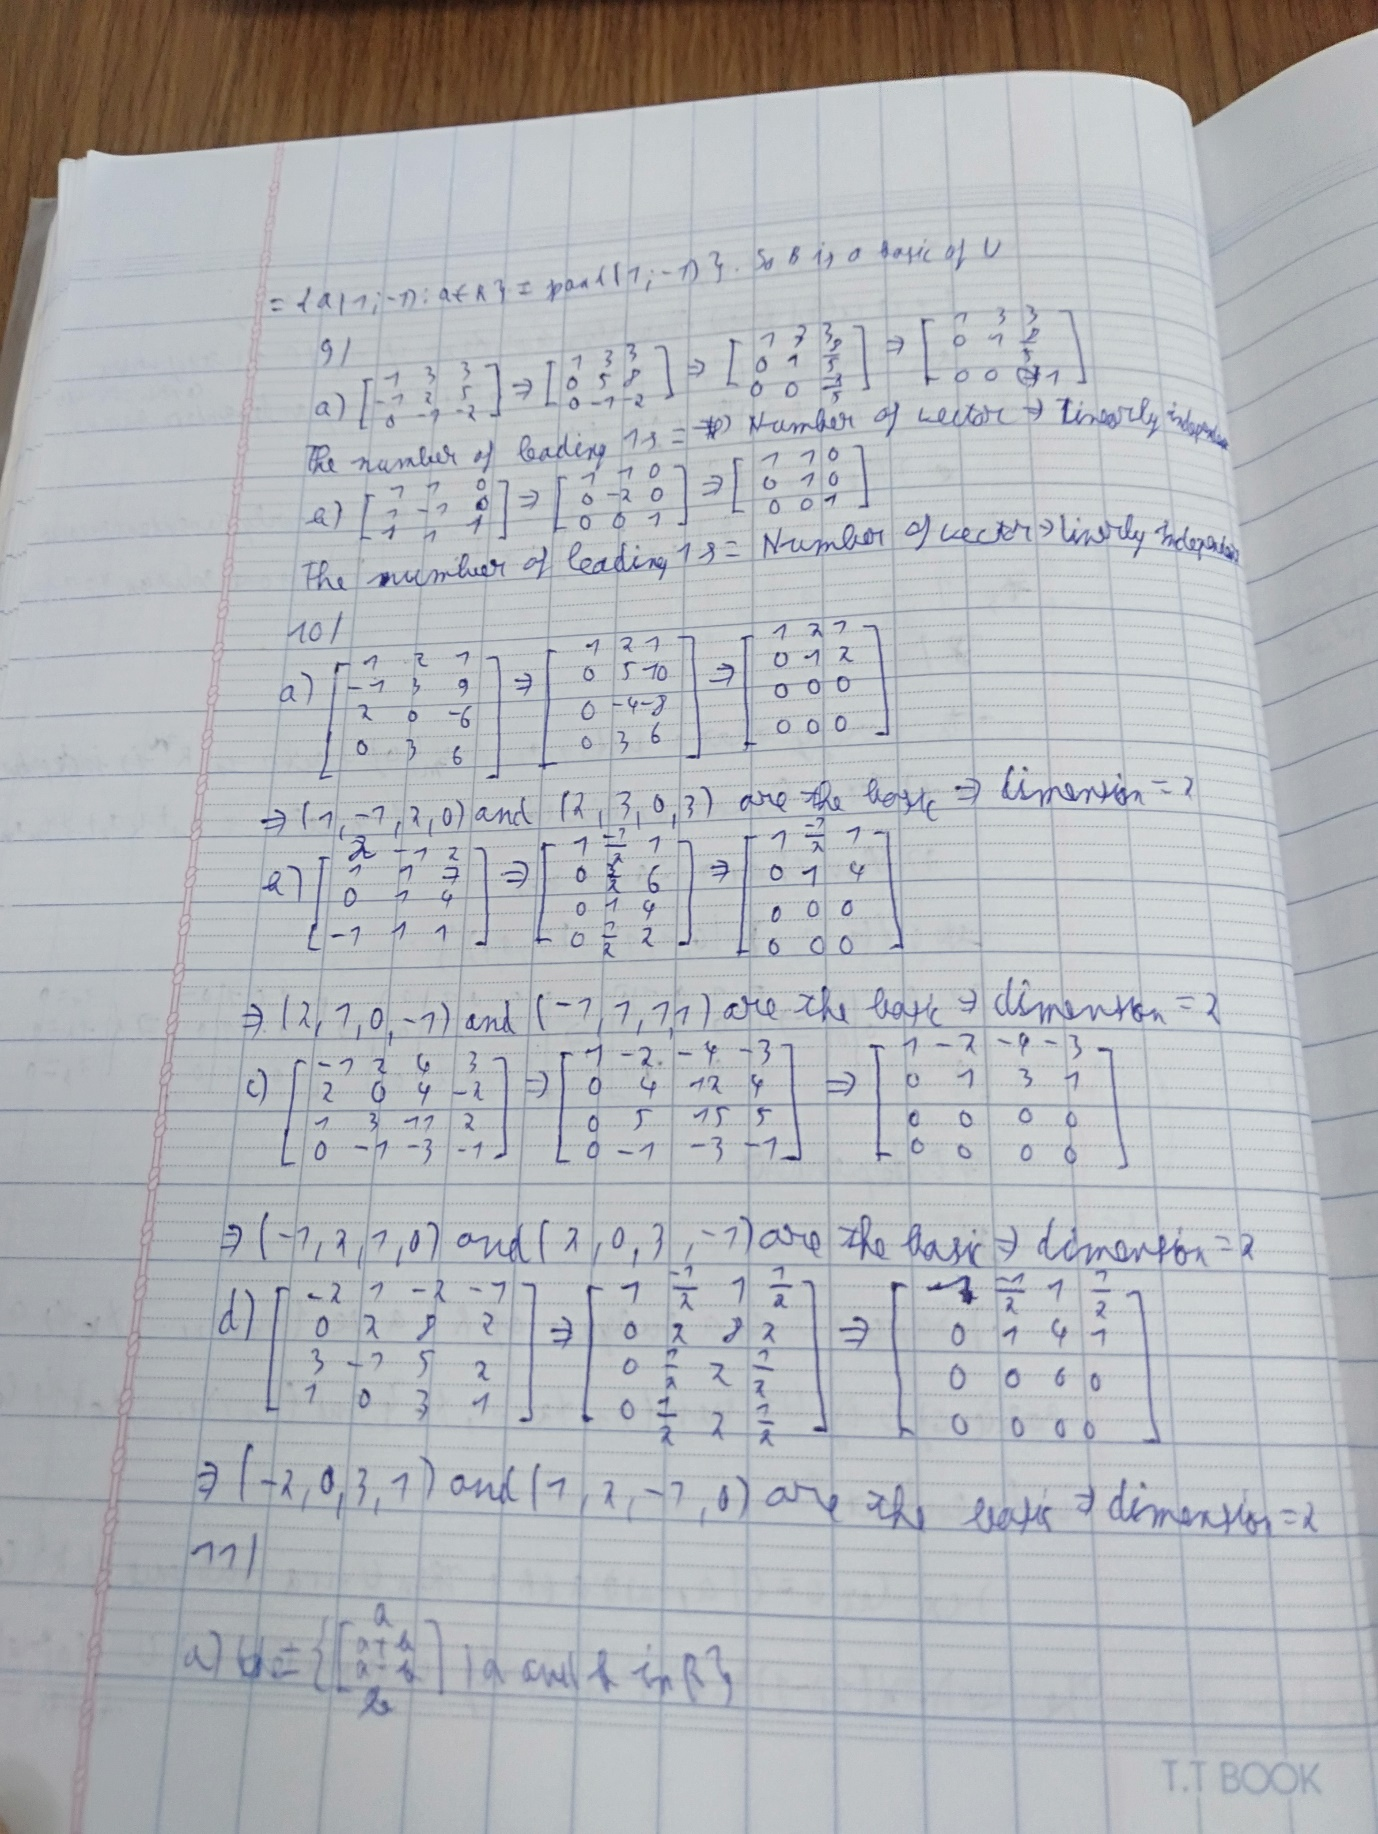 = {a(1;-1): a∈R} = span{(1;-1)}. So B is a basic of U
9/
a) [1 3 3; -1 2 5; 0 -1 -2] ⇒ [1 3 3; 0 5 8; 0 -1 -2] ⇒ [1 3 3; 0 1 8/5; 0 0 -2/5] ⇒ [1 3 3; 0 1 8/5; 0 0 1]
The number of leading 1s = Number of vector ⇒ Linearly independent
b) [1 1 0; 1 -1 0; 1 1 1] ⇒ [1 1 0; 0 -2 0; 0 0 1] ⇒ [1 1 0; 0 1 0; 0 0 1]
The number of leading 1s = Number of vector ⇒ linerly independent
10/
a) [1 2 1; -1 3 9; 2 0 -6; 0 3 6] ⇒ [1 2 1; 0 5 10; 0 -4 -8; 0 3 6] ⇒ [1 2 1; 0 1 2; 0 0 0; 0 0 0]
⇒ (1,-1,2,0) and (2,3,0,3) are the basic ⇒ dimension = 2
b) [2 -1 2; 1 1 7; 0 1 4; -1 1 1] ⇒ [1 -1/2 1; 0 3/2 6; 0 1 4; 0 1/2 2] ⇒ [1 -1/2 1; 0 1 4; 0 0 0; 0 0 0]
⇒ (2,1,0,-1) and (-1,1,1,1) are the basic ⇒ dimension = 2
c) [-1 2 4 3; 2 0 4 -2; 1 3 11 2; 0 -1 -3 -1] ⇒ [1 -2 -4 -3; 0 4 12 4; 0 5 15 5; 0 -1 -3 -1] ⇒ [1 -2 -4 -3; 0 1 3 1; 0 0 0 0; 0 0 0 0]
⇒ (-1,2,1,0) and (2,0,3,-1) are the basic ⇒ dimension = 2
d) [-2 1 -2 -1; 0 2 8 2; 3 -1 5 2; 1 0 3 1] ⇒ [1 -1/2 1 1/2; 0 2 8 2; 0 1/2 2 1/2; 0 1/2 2 1/2] ⇒ [1 -1/2 1 1/2; 0 1 4 1; 0 0 0 0; 0 0 0 0]
⇒ (-2,0,3,1) and (1,2,-1,0) are the basic ⇒ dimension = 2
11/
a) U = {[a; a+b; a-b; b] | a and b in R}
T.T BOOK